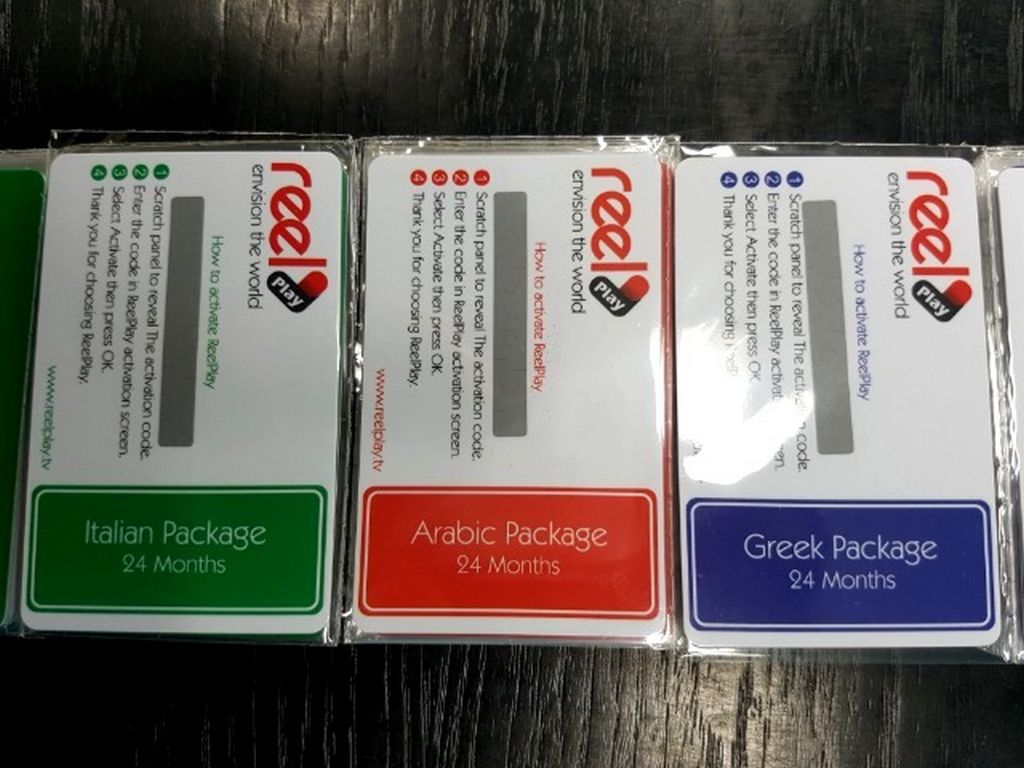 reel Play
envision the world
How to activate ReelPlay
1 Scratch panel to reveal The activation code.
2 Enter the code in ReelPlay activation screen.
3 Select Activate then press OK.
4 Thank you for choosing ReelPlay.
www.reelplay.tv
Italian Package
24 Months
reel Play
envision the world
How to activate ReelPlay
1 Scratch panel to reveal The activation code.
2 Enter the code in ReelPlay activation screen.
3 Select Activate then press OK.
4 Thank you for choosing ReelPlay.
www.reelplay.tv
Arabic Package
24 Months
reel Play
envision the world
How to activate ReelPlay
1 Scratch panel to reveal The code.
2 Enter the code in ReelPlay
3 Select Activate then press OK
4 Thank you for choosing
Greek Package
24 Months